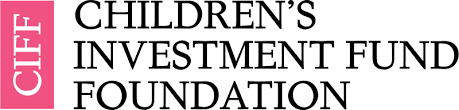 CIFF
CHILDREN’S
INVESTMENT FUND
FOUNDATION